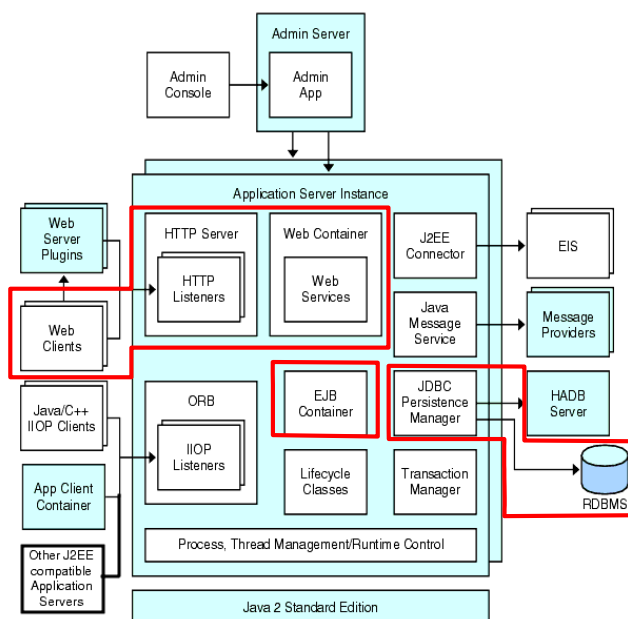 Admin Server
Admin
Console
Admin
App
Application Server Instance
Web
Server
Plugins
HTTP Server
HTTP
Listeners
Web Container
Web
Services
J2EE
Connector
EIS
Web
Clients
Java
Message
Service
Message
Providers
Java/C++
IIOP Clients
ORB
IIOP
Listeners
EJB
Container
JDBC
Persistence
Manager
HADB
Server
App Client
Container
Lifecycle
Classes
Transaction
Manager
RDBMS
Other J2EE
compatible
Application
Servers
Process, Thread Management/Runtime Control
Java 2 Standard Edition